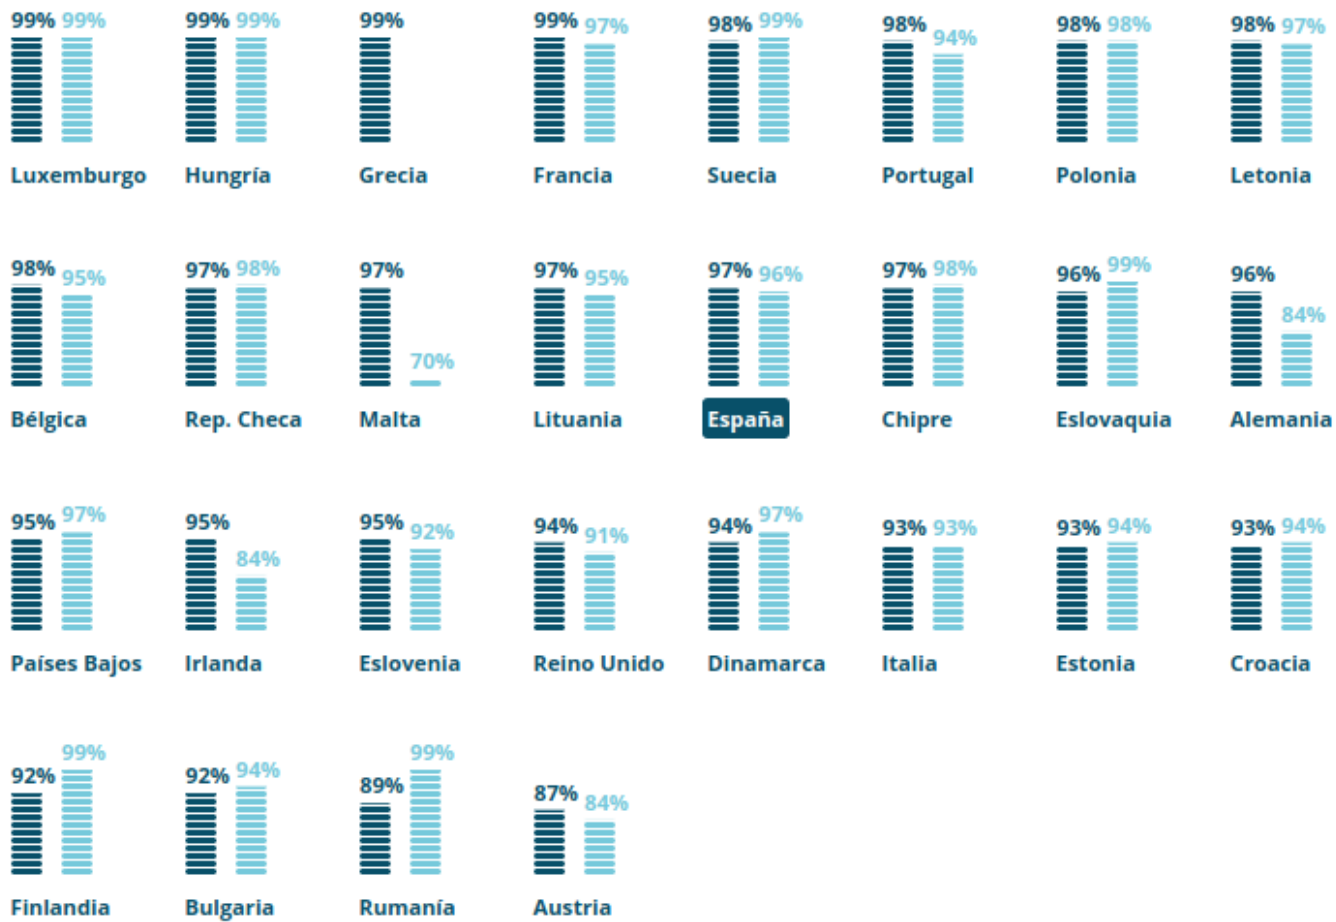 99% 99% 99% 99% 99% 99% 97% 98% 99% 98% 94% 98% 98% 98% 97%
Luxemburgo Hungría Grecia Francia Suecia Portugal Polonia Letonia
98% 95% 97% 98% 97% 70% 97% 95% 97% 96% 97% 98% 96% 99% 96% 84%
Bélgica Rep. Checa Malta Lituania España Chipre Eslovaquia Alemania
95% 97% 95% 84% 95% 92% 94% 91% 94% 97% 93% 93% 93% 94% 93% 94%
Países Bajos Irlanda Eslovenia Reino Unido Dinamarca Italia Estonia Croacia
92% 99% 92% 94% 89% 99% 87% 84%
Finlandia Bulgaria Rumanía Austria